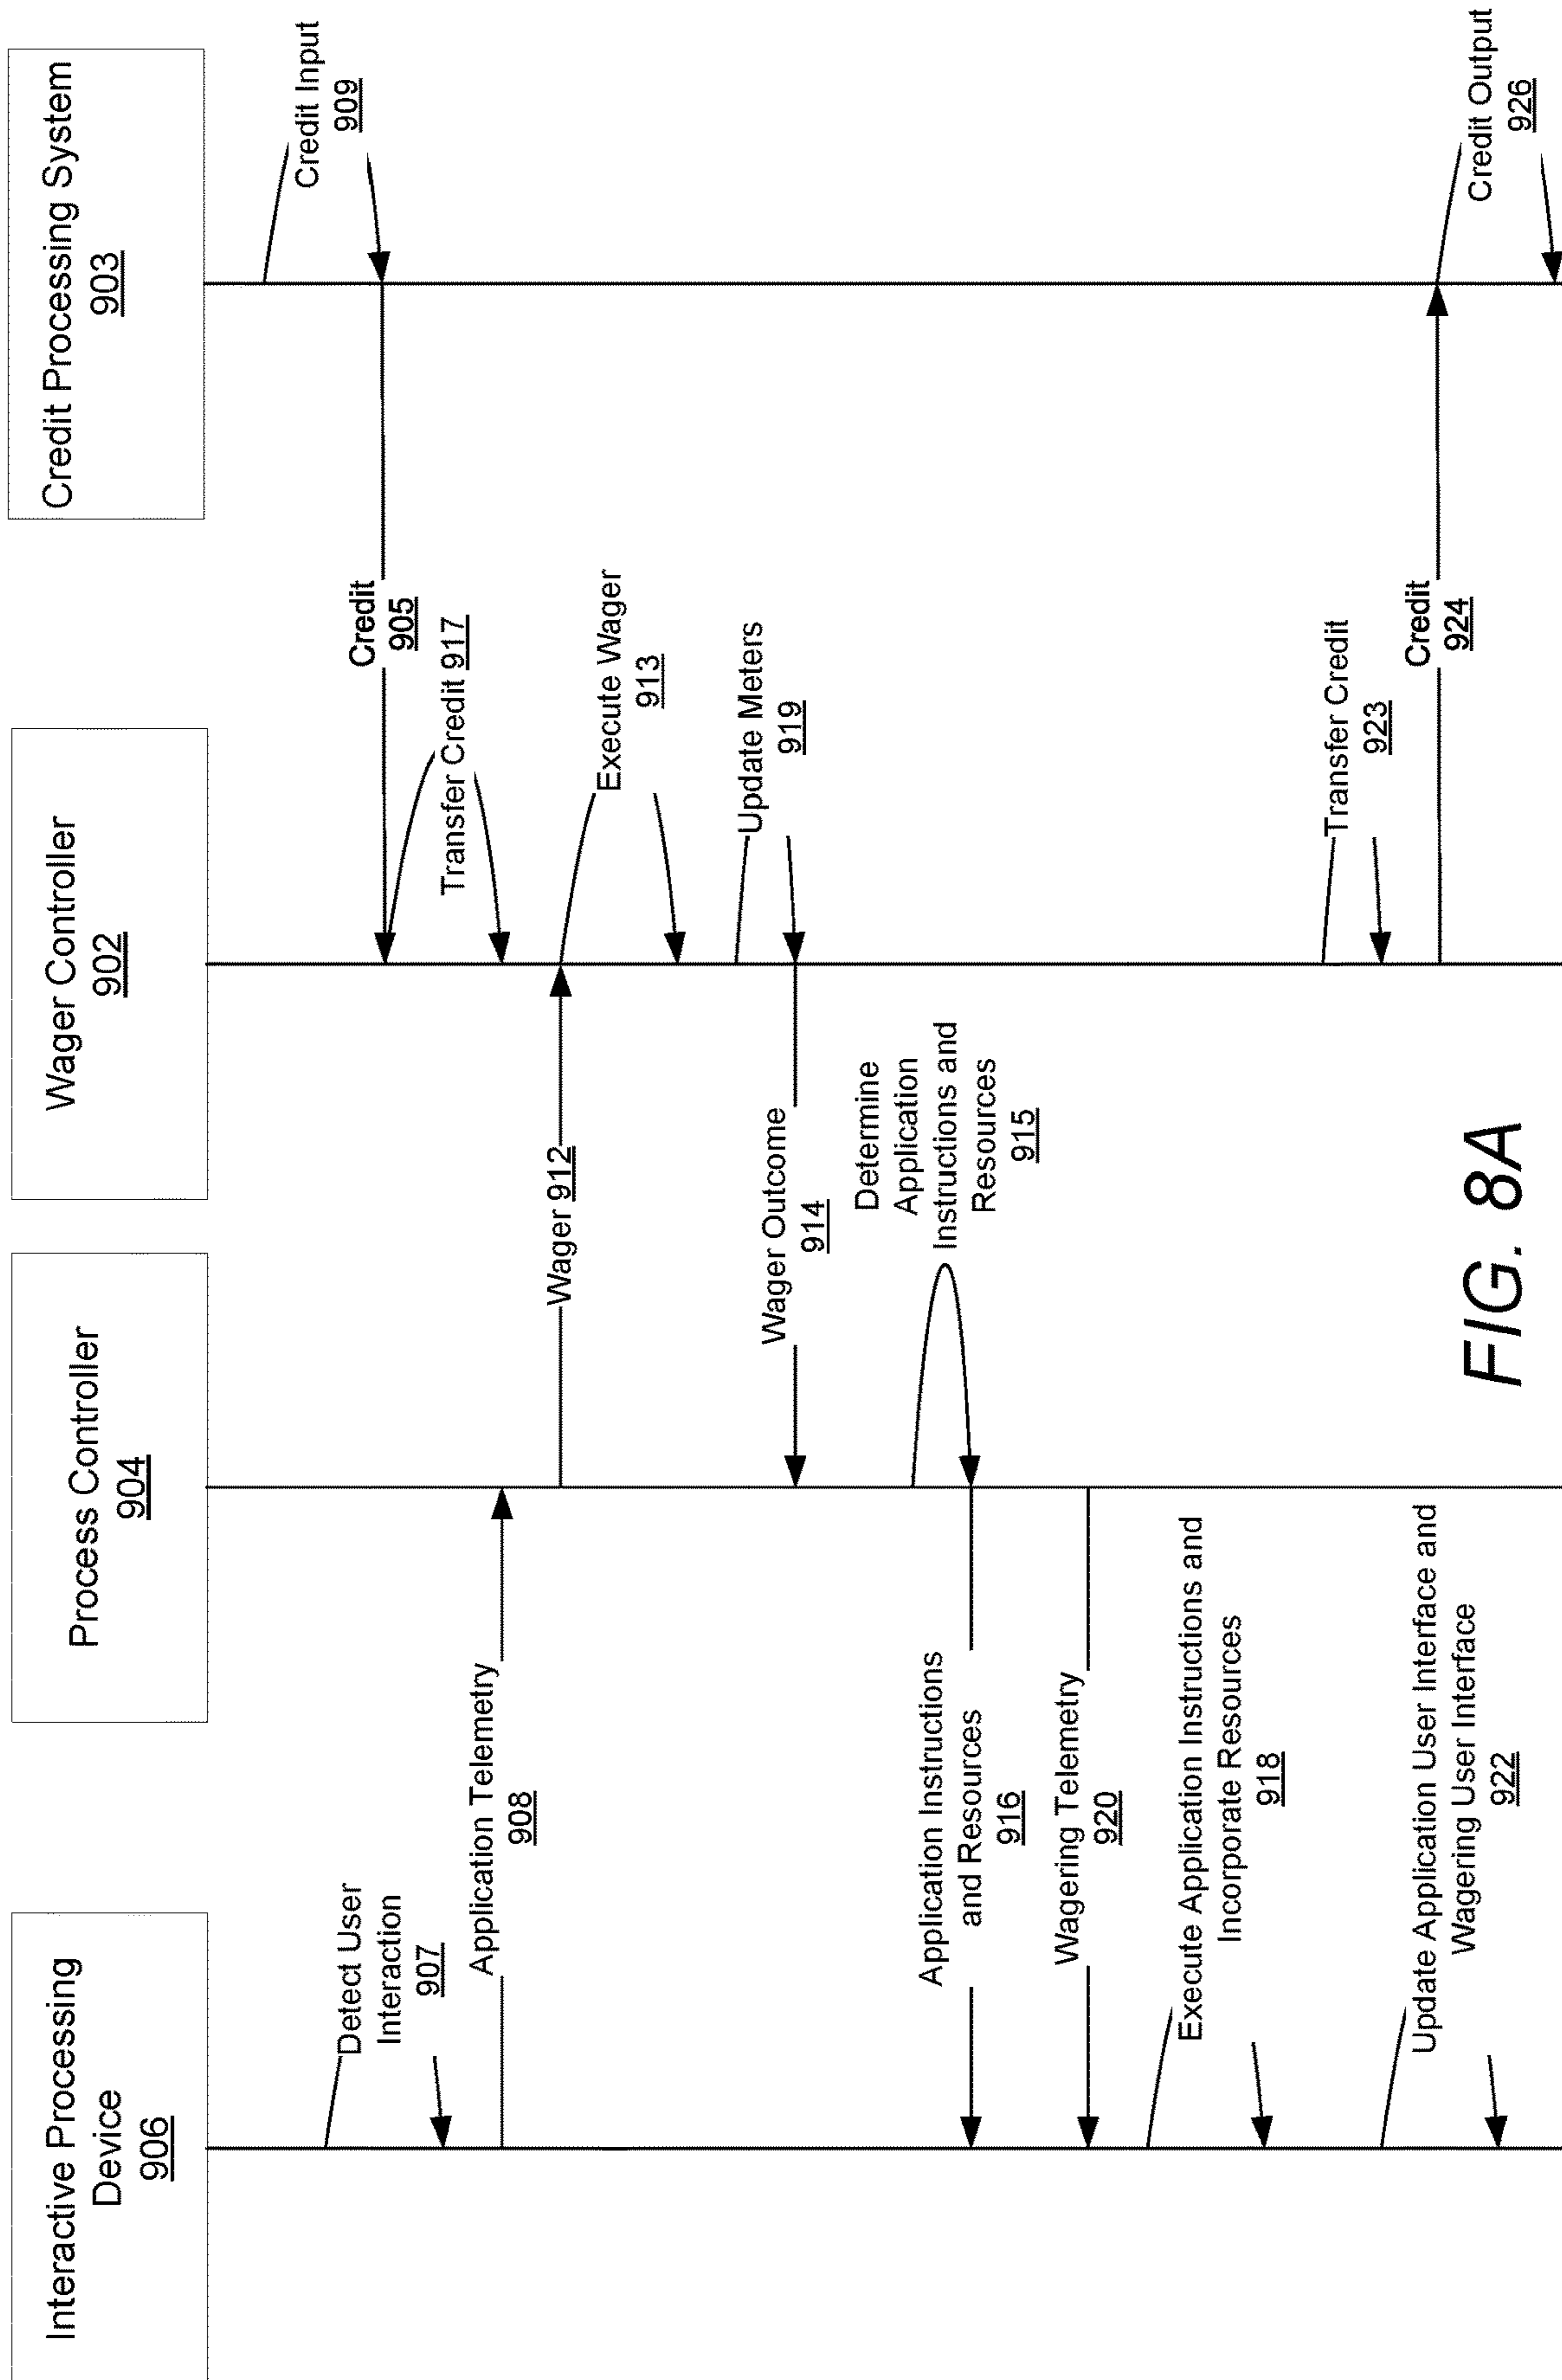 Interactive Processing
Device
906
Process Controller
904
Wager Controller
902
Credit Processing System
903
Credit Input
909
Detect User
Interaction
907
Credit
905
Transfer Credit 917
Application Telemetry
908
Wager 912
Execute Wager
913
Update Meters
919
Wager Outcome
914
Determine
Application
Instructions and
Resources
915
Application Instructions
and Resources
916
Wagering Telemetry
920
Execute Application Instructions and
Incorporate Resources
918
Transfer Credit
923
Update Application User Interface and
Wagering User Interface
922
Credit
924
Credit Output
926
FIG. 8A